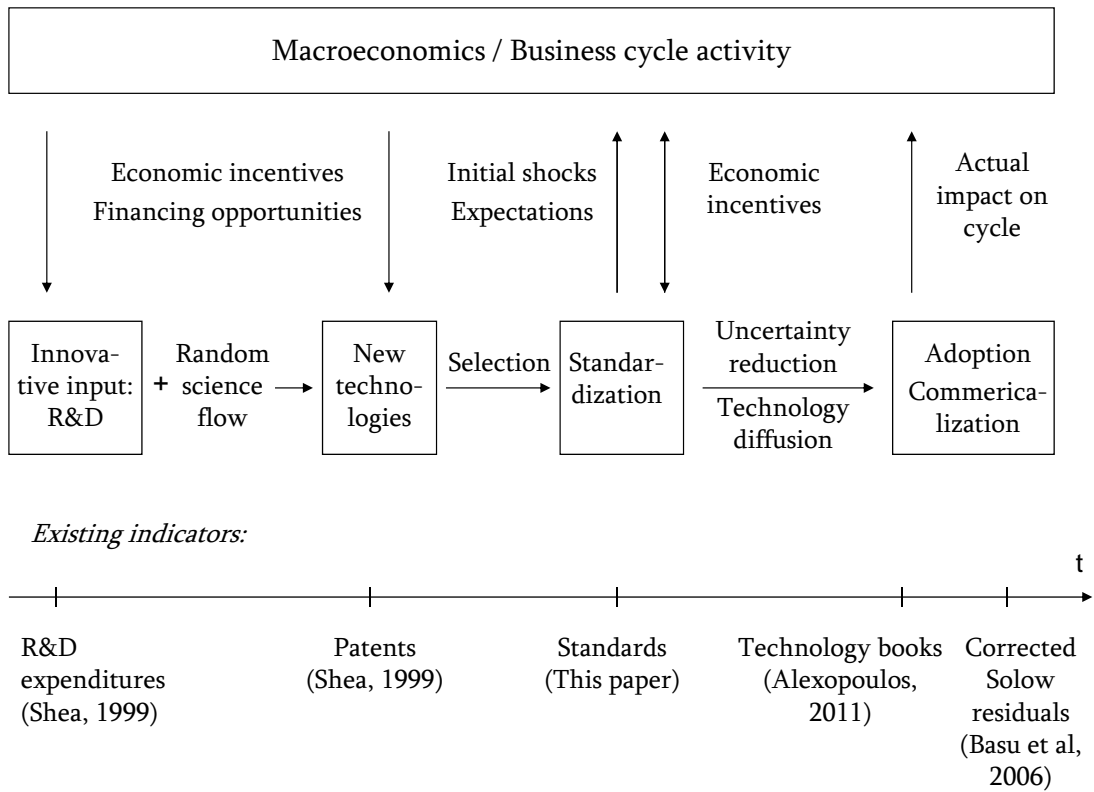 Macroeconomics / Business cycle activity
Economic incentives
Financing opportunities
Initial shocks
Expectations
Economic
incentives
Actual
impact on
cycle
Innova-
tive input:
R&D
+
Random
science
flow
New
techno-
logies
Selection
Standar-
dization
Uncertainty
reduction
Technology
diffusion
Adoption
Commerica-
lization
Existing indicators:
t
R&D
expenditures
(Shea, 1999)
Patents
(Shea, 1999)
Standards
(This paper)
Technology books
(Alexopoulos,
2011)
Corrected
Solow
residuals
(Basu et al,
2006)